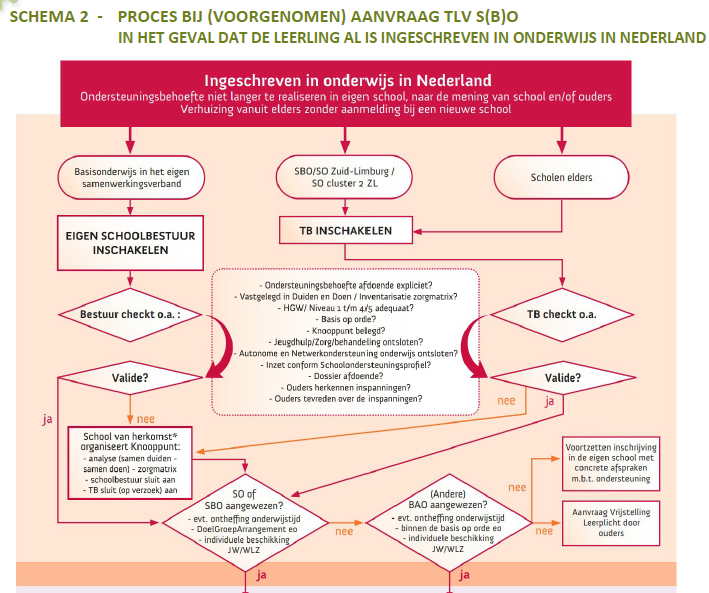 SCHEMA 2 - PROCES BIJ (VOORGENOMEN) AANVRAAG TLV S(B)O
IN HET GEVAL DAT DE LEERLING AL IS INGESCHREVEN IN ONDERWIJS IN NEDERLAND
Ingeschreven in onderwijs in Nederland
Ondersteuningsbehoefte niet langer te realiseren in eigen school, naar de mening van school en/of ouders
Verhuizing vanuit elders zonder aanmelding bij een nieuwe school
Basisonderwijs in het eigen
samenwerkingsverband
SBO/SO Zuid-Limburg /
SO cluster 2 ZL
Scholen elders
EIGEN SCHOOLBESTUUR
INSCHAKELEN
TB INSCHAKELEN
Bestuur checkt o.a. :
- Ondersteuningsbehoefte afdoende expliciet?
- Vastgelegd in Duiden en Doen / Inventarisatie zorgmatrix?
- HGW/ Niveau 1 t/m 4/5 adequaat?
- Basis op orde?
- Knooppunt belegd?
- Jeugdhulp/Zorg/behandeling ontsloten?
- Autonome en Netwerkondersteuning onderwijs ontsloten?
- Inzet conform Schoolondersteuningsprofiel?
- Dossier afdoende?
- Ouders herkennen inspanningen?
- Ouders tevreden over de inspanningen?
TB checkt o.a.
Valide?
Valide?
ja
nee
nee
ja
School van herkomst*
organiseert Knooppunt:
- analyse (samen duiden -
samen doen) - zorgmatrix
- schoolbestuur sluit aan
- TB sluit (op verzoek) aan
SO of
SBO aangewezen?
- evt. ontheffing onderwijstijd
- DoelGroepArrangement eo
- individuele beschikking
JW/WLZ
nee
(Andere)
BAO aangewezen?
- evt. ontheffing onderwijstijd
- binnen de basis op orde eo
- individuele beschikking
JW/WLZ
nee
nee
Voortzetten inschrijving
in de eigen school met
concrete afspraken
m.b.t. ondersteuning
Aanvraag Vrijstelling
Leerplicht door
ouders
ja
ja